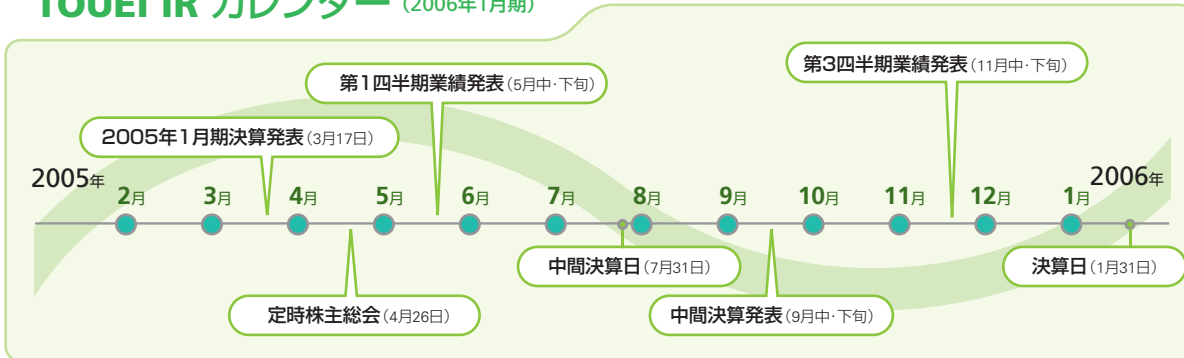 TOUEI IR カレンダー (2006年1月期)
第1四半期業績発表(5月中・下旬)
第3四半期業績発表(11月中・下旬)
2005年1月期決算発表(3月17日)
2005年
2006年
2月 3月 4月 5月 6月 7月 8月 9月 10月 11月 12月 1月
中間決算日(7月31日)
決算日(1月31日)
定時株主総会(4月26日)
中間決算発表(9月中・下旬)